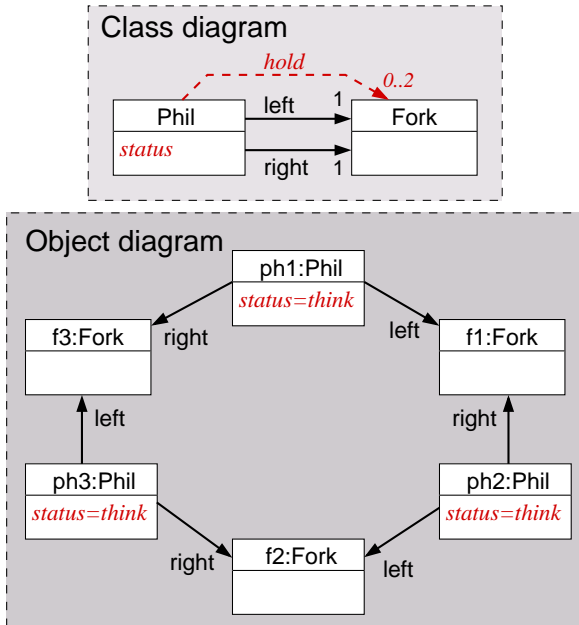 Class diagram
hold
0..2
Phil
left
1
Fork
status
right
1
Object diagram
ph1:Phil
status=think
right
left
f3:Fork
f1:Fork
left
right
ph3:Phil
ph2:Phil
status=think
status=think
right
f2:Fork
left